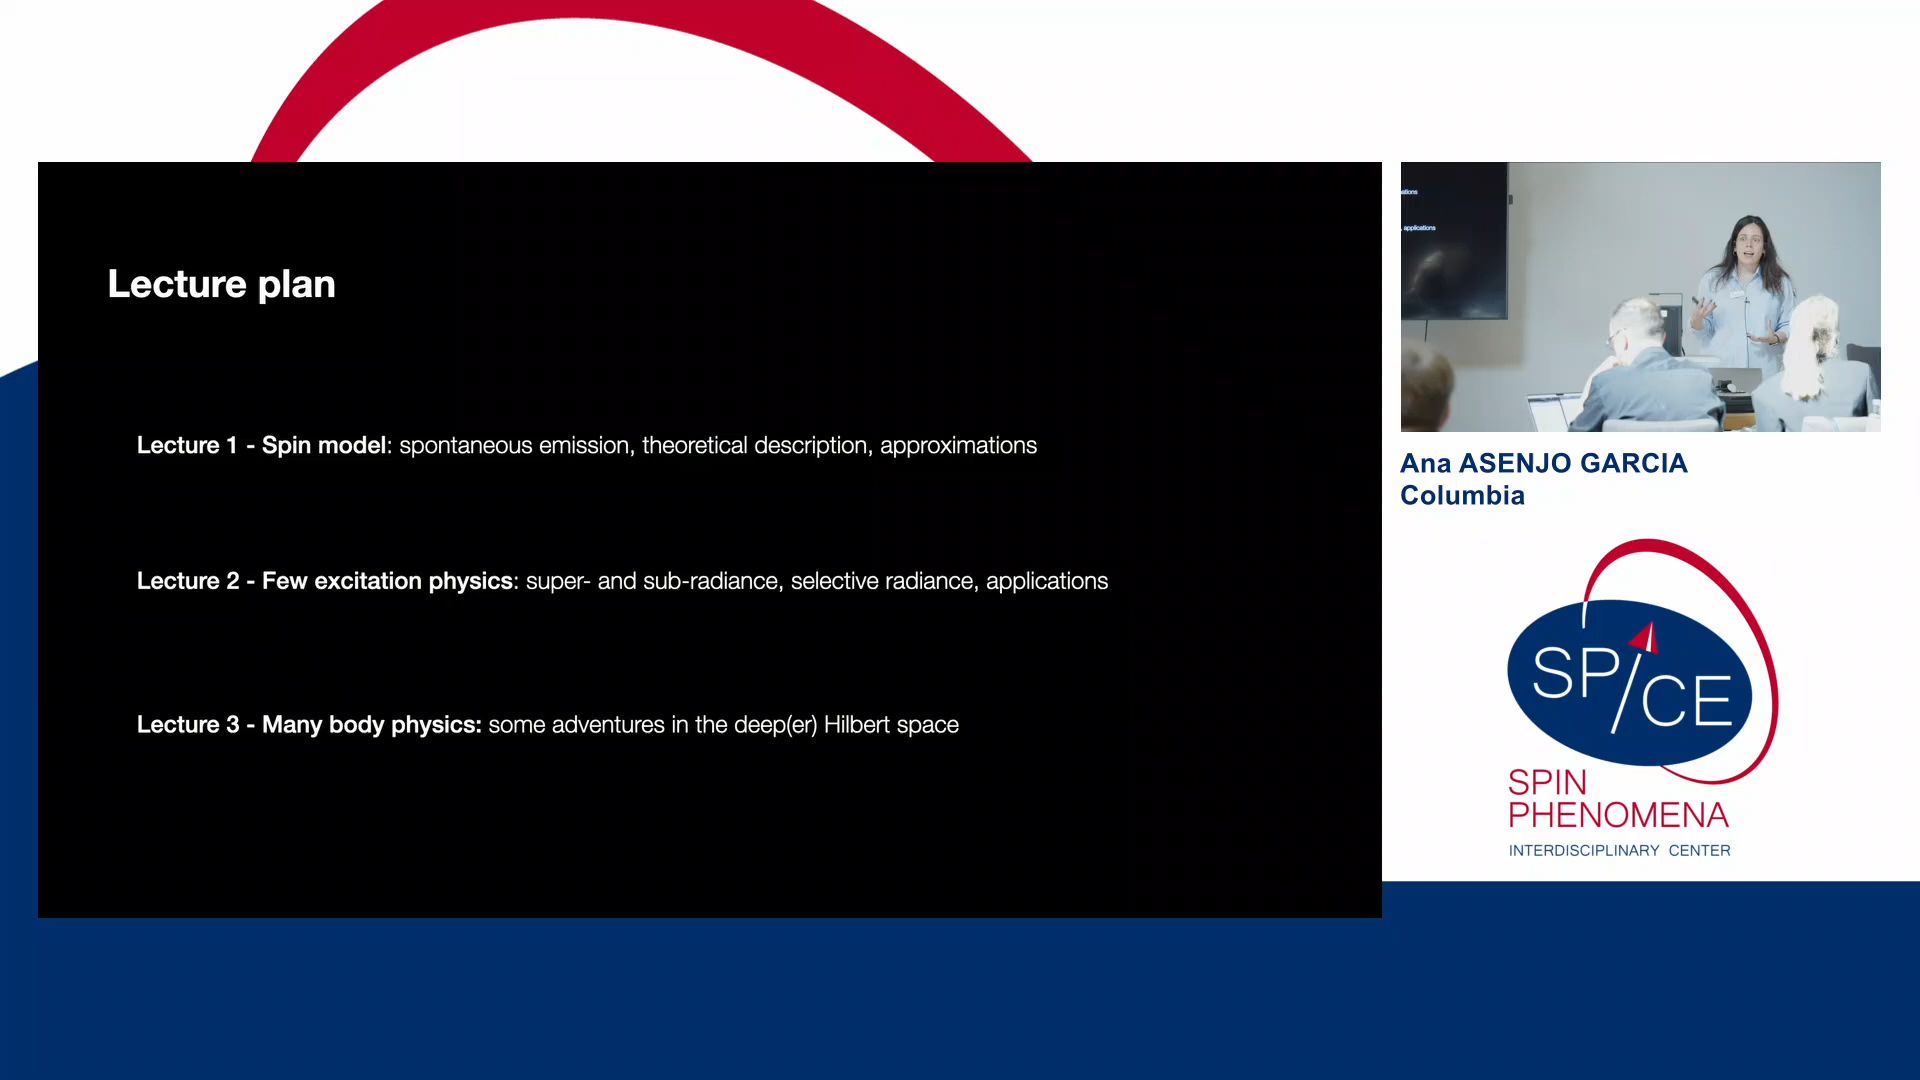 Lecture plan
Lecture 1 - Spin model: spontaneous emission, theoretical description, approximations
Lecture 2 - Few excitation physics: super- and sub-radiance, selective radiance, applications
Lecture 3 - Many body physics: some adventures in the deep(er) Hilbert space
, applications
Ana ASENJO GARCIA
Columbia
SPICE
SPIN
PHENOMENA
INTERDISCIPLINARY CENTER